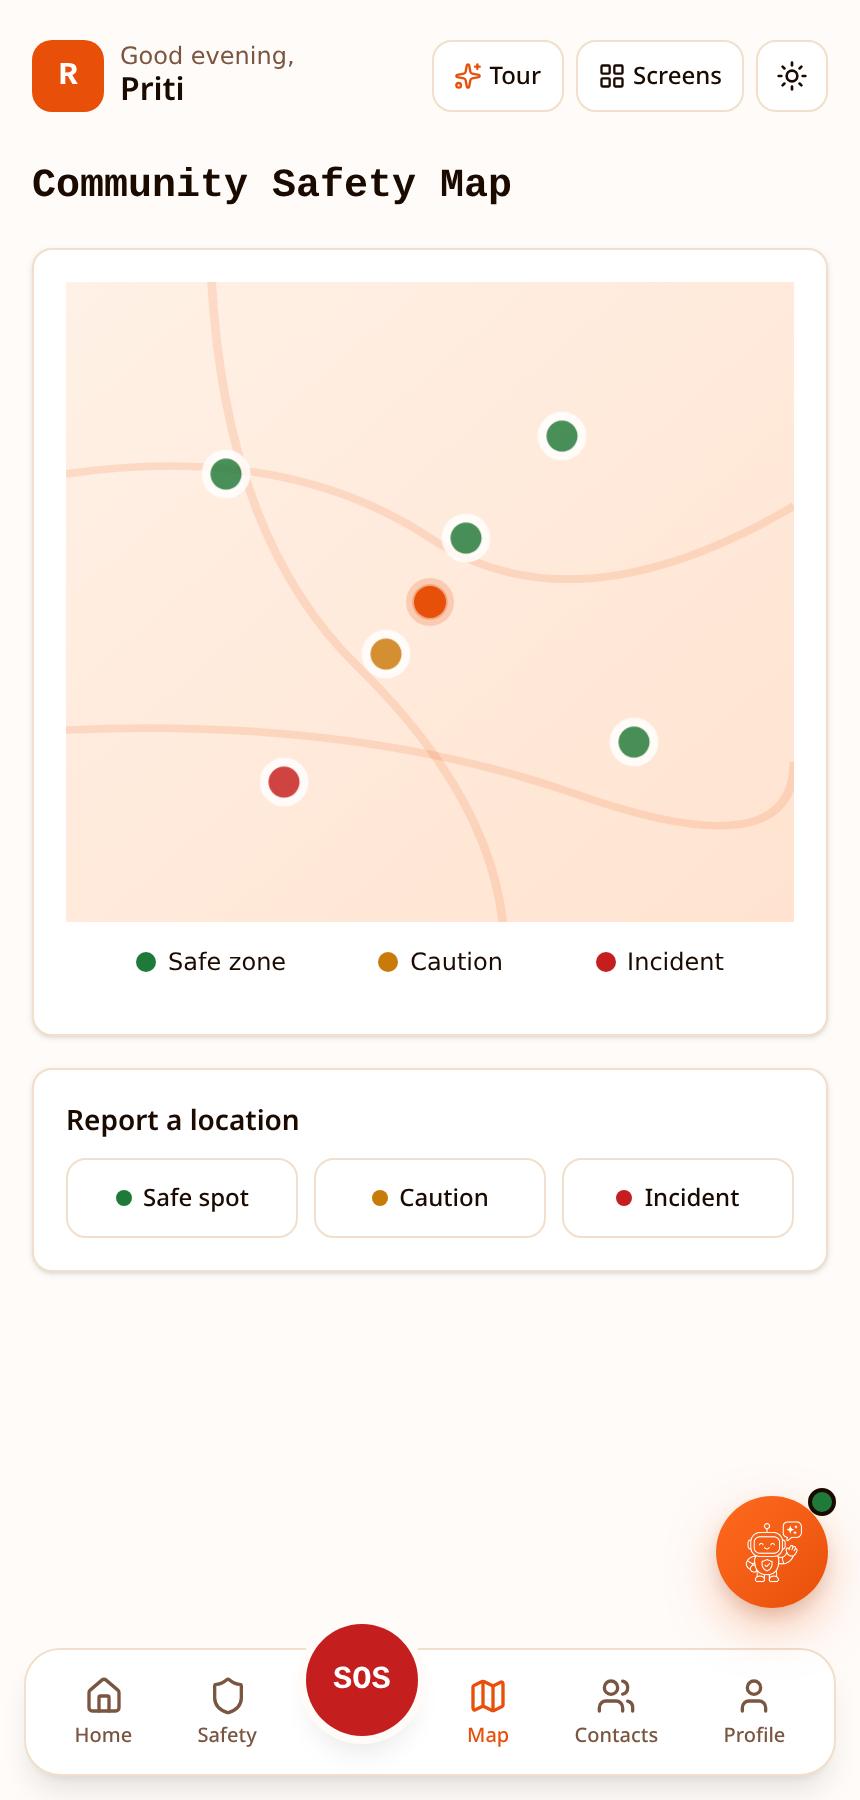 R
Good evening,
Priti
Tour
Screens
Community Safety Map
Safe zone
Caution
Incident
Report a location
Safe spot
Caution
Incident
SOS
Home
Safety
Map
Contacts
Profile